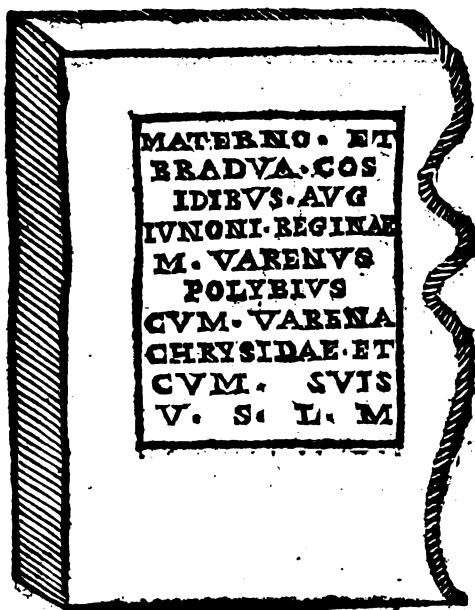 MATERNO · ET
BRADVA · COS
IDIBVS · AVG
IVNONI · REGINAE
M · VARENVS
POLYBIVS
CVM · VARENA
CHRYSIDAE · ET
CVM · SVIS
V · S · L · M